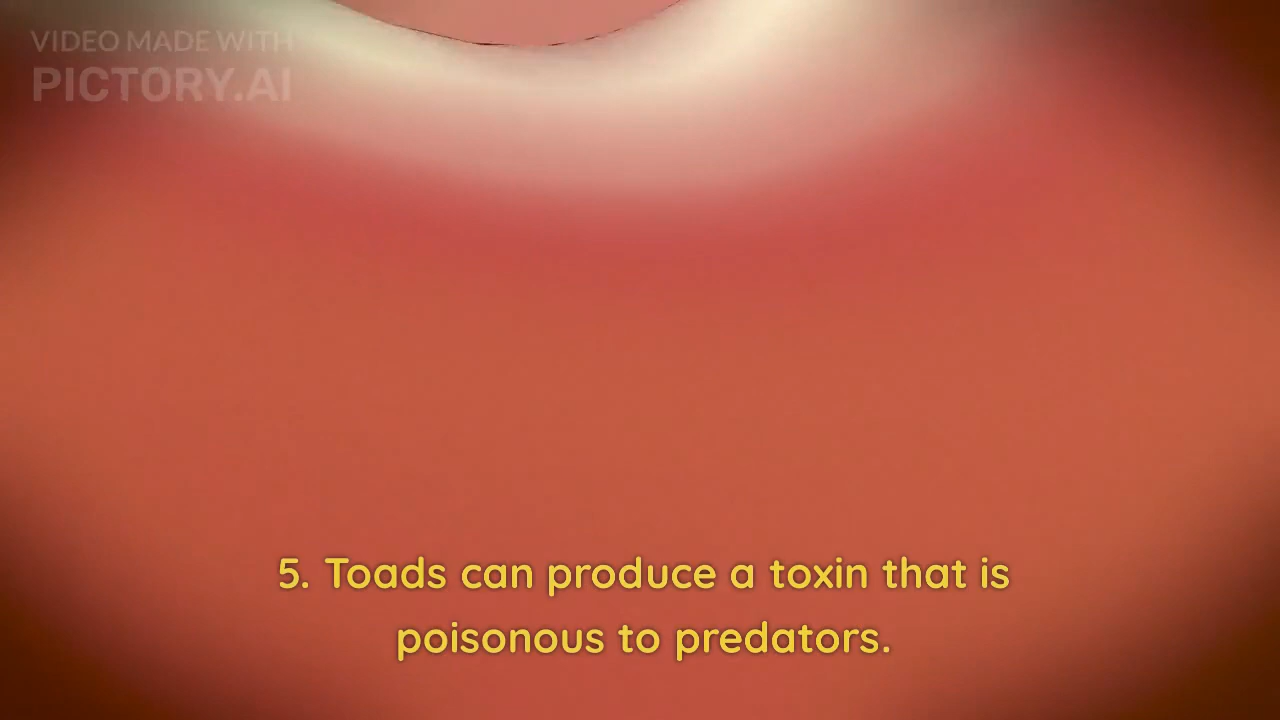 VIDEO MADE WITH
PICTORY.AI
5. Toads can produce a toxin that is
poisonous to predators.